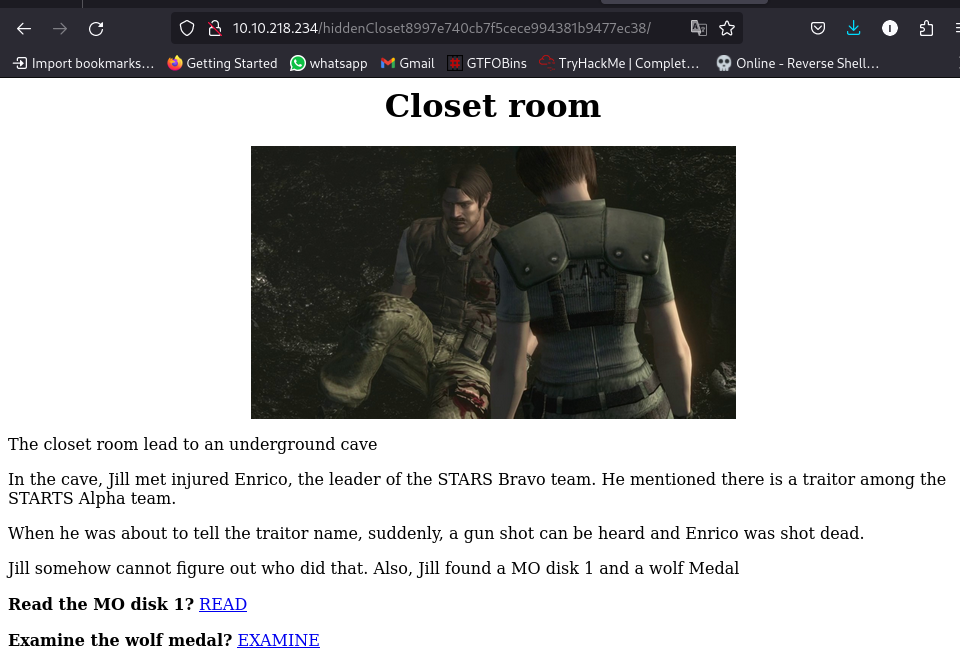 10.10.218.234/hiddenCloset8997e740cb7f5cece994381b9477ec38/
Import bookmarks... Getting Started whatsapp Gmail GTFOBins TryHackMe | Complet... Online - Reverse Shell...
Closet room
T.A.R.
The closet room lead to an underground cave
In the cave, Jill met injured Enrico, the leader of the STARS Bravo team. He mentioned there is a traitor among the
STARTS Alpha team.
When he was about to tell the traitor name, suddenly, a gun shot can be heard and Enrico was shot dead.
Jill somehow cannot figure out who did that. Also, Jill found a MO disk 1 and a wolf Medal
Read the MO disk 1? READ
Examine the wolf medal? EXAMINE